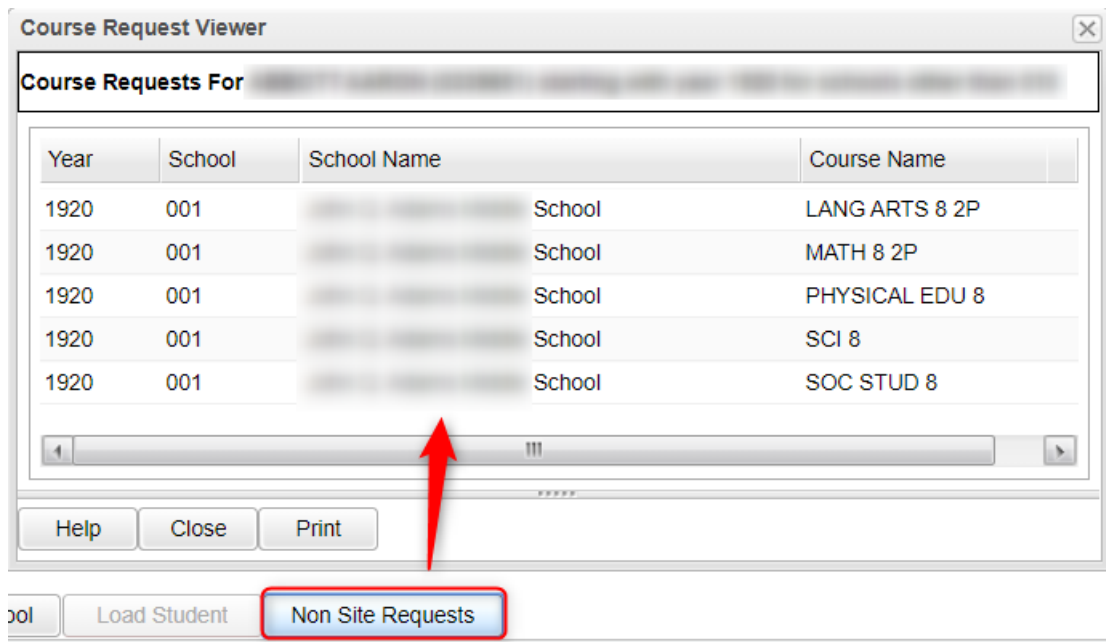 Course Request Viewer
Course Requests For
Year School School Name Course Name
1920 001 School LANG ARTS 8 2P
1920 001 School MATH 8 2P
1920 001 School PHYSICAL EDU 8
1920 001 School SCI 8
1920 001 School SOC STUD 8
Help Close Print
ool Load Student Non Site Requests